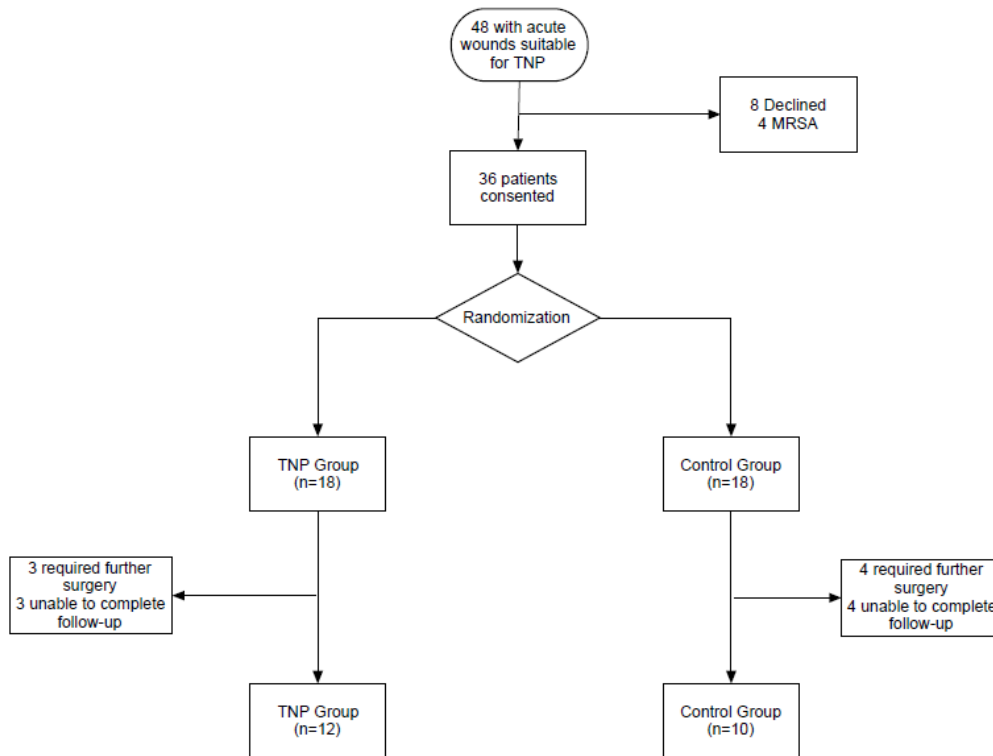 48 with acute
wounds suitable
for TNP
8 Declined
4 MRSA
36 patients
consented
Randomization
TNP Group
(n=18)
Control Group
(n=18)
3 required further
surgery
3 unable to complete
follow-up
4 required further
surgery
4 unable to complete
follow-up
TNP Group
(n=12)
Control Group
(n=10)